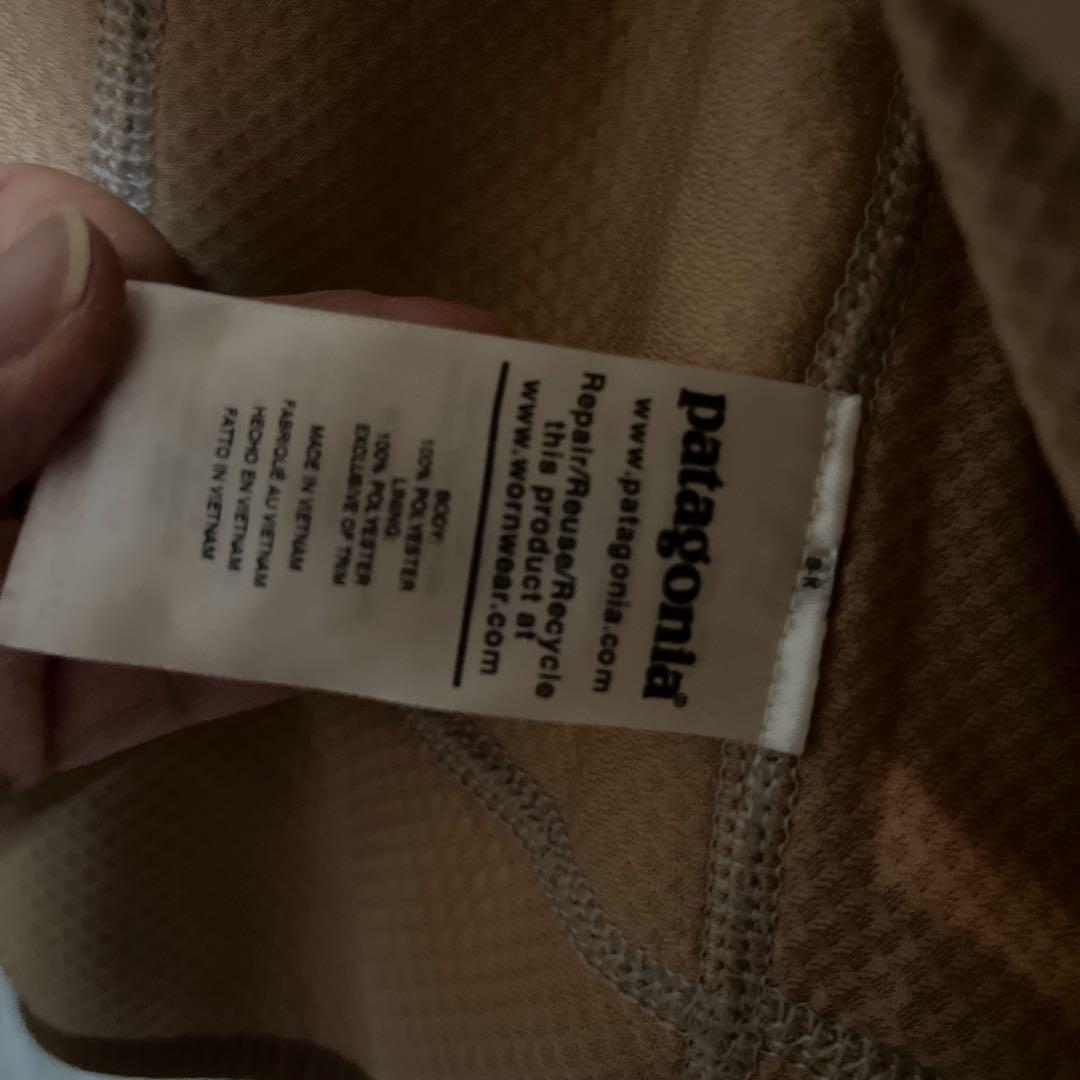 patagonia®
www.patagonia.com
Repair/Reuse/Recycle
this product at
www.wornwear.com
BODY:
100% POLYESTER
LINING:
100% POLYESTER
EXCLUSIVE OF TRIM
MADE IN VIETNAM
FABRIQUÉ AU VIETNAM
HECHO EN VIETNAM
FATTO IN VIETNAM